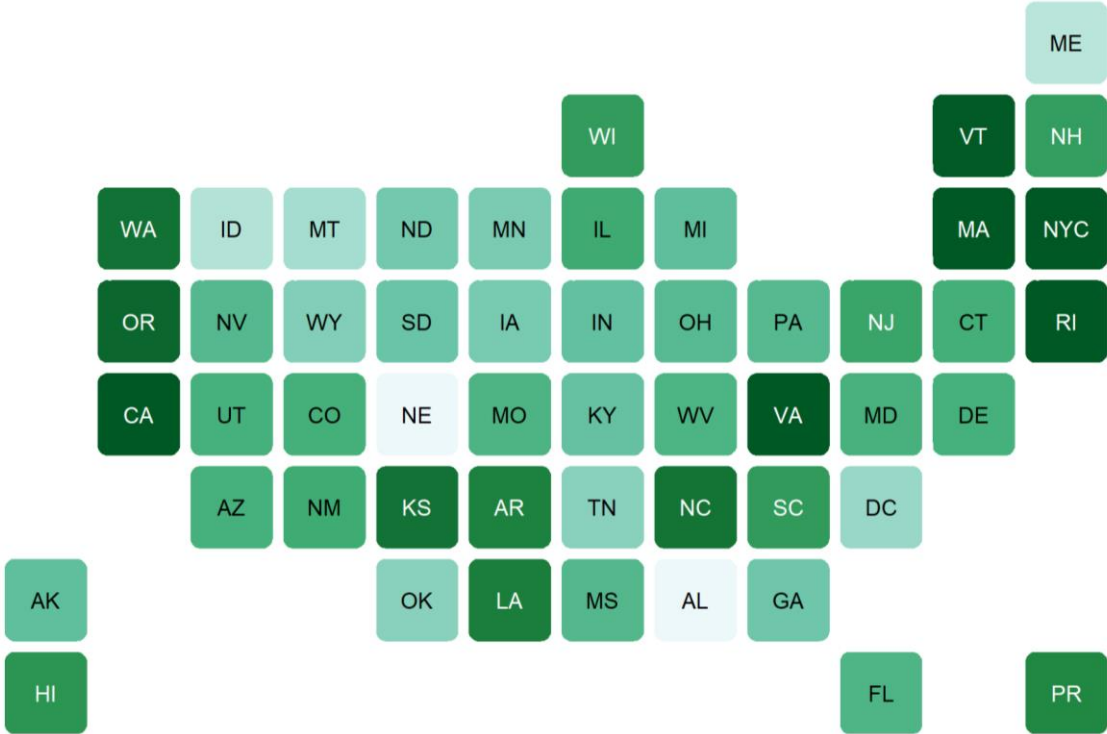 ME
WI VT NH
WA ID MT ND MN IL MI MA NYC
OR NV WY SD IA IN OH PA NJ CT RI
CA UT CO NE MO KY WV VA MD DE
AZ NM KS AR TN NC SC DC
AK OK LA MS AL GA
HI FL PR